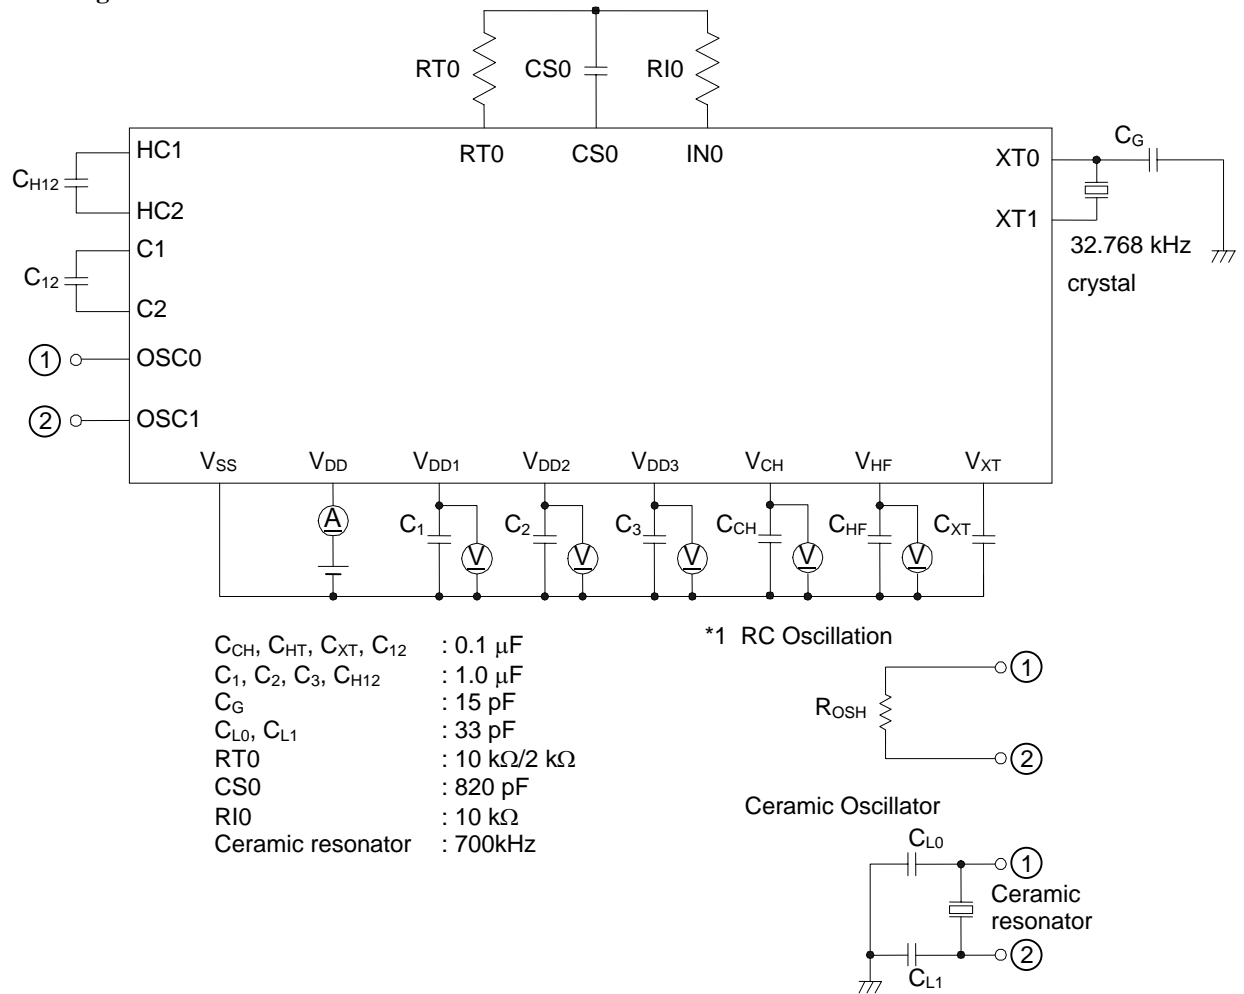 RT0 CS0 RI0
RT0 CS0 IN0
HC1
HC2
C1
C2
OSC0
OSC1
CH12
C12
①
②
XT0
XT1
CG
32.768 kHz
crystal
VSS VDD VDD1 VDD2 VDD3 VCH VHF VXT
A C1 V C2 V C3 V CCH V CHF V CXT
CCH, CHT, CXT, C12 : 0.1 μF
C1, C2, C3, CH12 : 1.0 μF
CG : 15 pF
CL0, CL1 : 33 pF
RT0 : 10 kΩ/2 kΩ
CS0 : 820 pF
RI0 : 10 kΩ
Ceramic resonator : 700kHz
*1 RC Oscillation
①
ROSH
②
Ceramic Oscillator
CL0
①
Ceramic
resonator
②
CL1